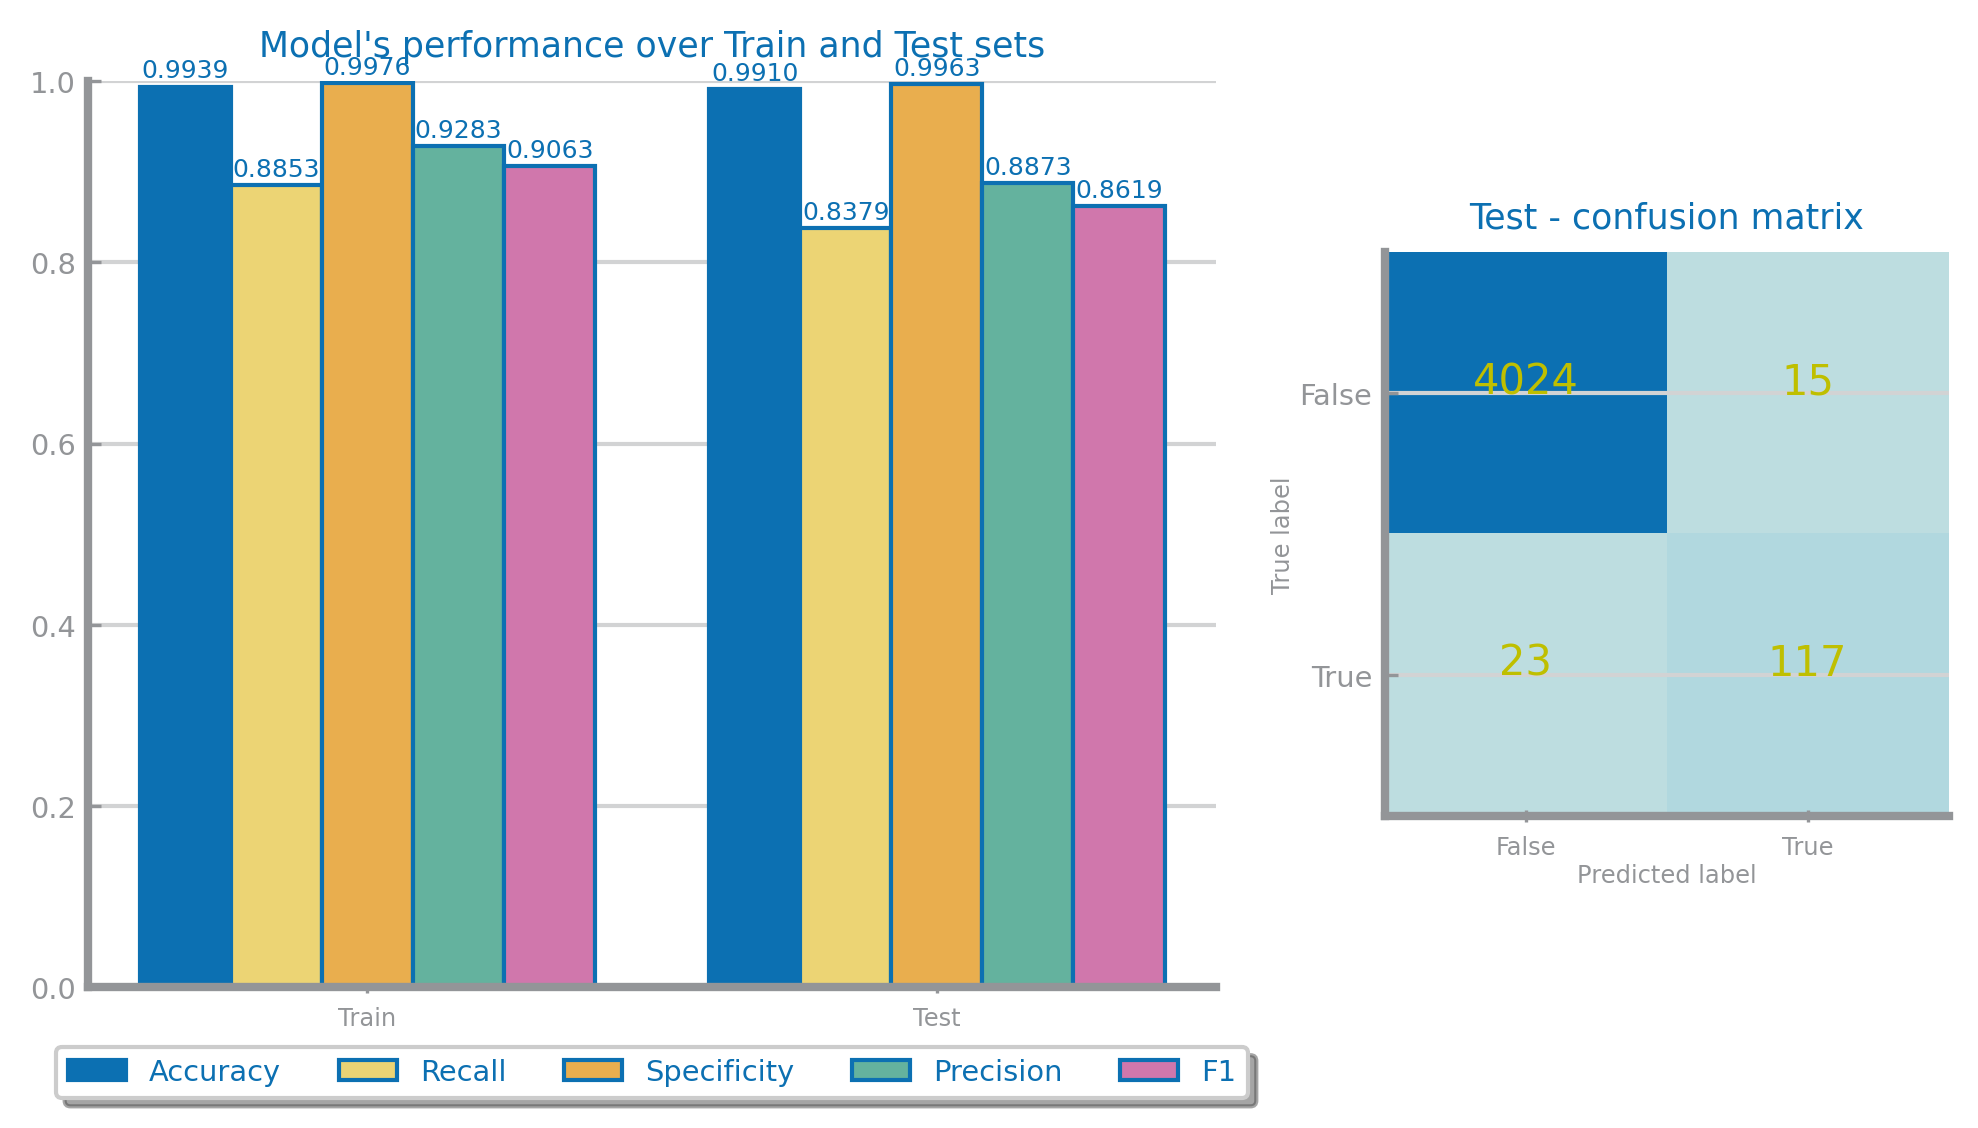 Model's performance over Train and Test sets
0.9939
0.8853
0.9976
0.9283
0.9063
0.9910
0.8379
0.9963
0.8873
0.8619
1.0
0.8
0.6
0.4
0.2
0.0
Train
Test
Accuracy
Recall
Specificity
Precision
F1
Test - confusion matrix
True label
False
True
4024
15
23
117
False
True
Predicted label